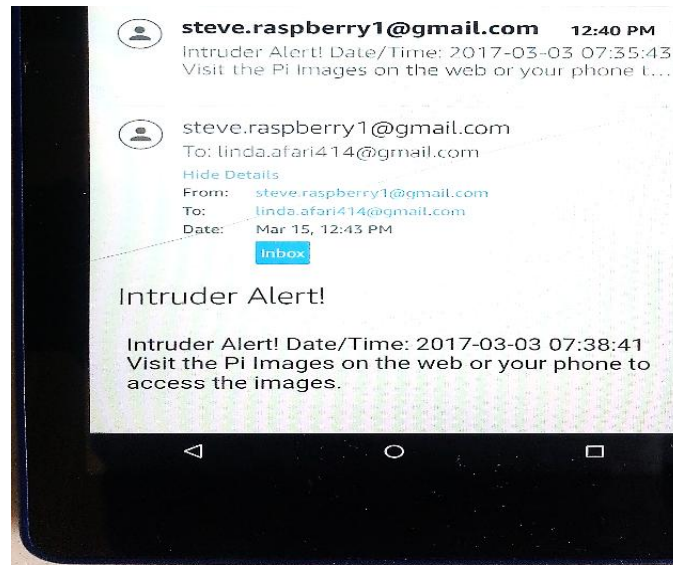 steve.raspberry1@gmail.com 12:40 PM
Intruder Alert! Date/Time: 2017-03-03 07:35:43
Visit the Pi Images on the web or your phone t...
steve.raspberry1@gmail.com
To: linda.afari414@gmail.com
Hide Details
From: steve.raspberry1@gmail.com
To: linda.afari414@gmail.com
Date: Mar 15, 12:43 PM
Inbox
Intruder Alert!
Intruder Alert! Date/Time: 2017-03-03 07:38:41
Visit the Pi Images on the web or your phone to
access the images.